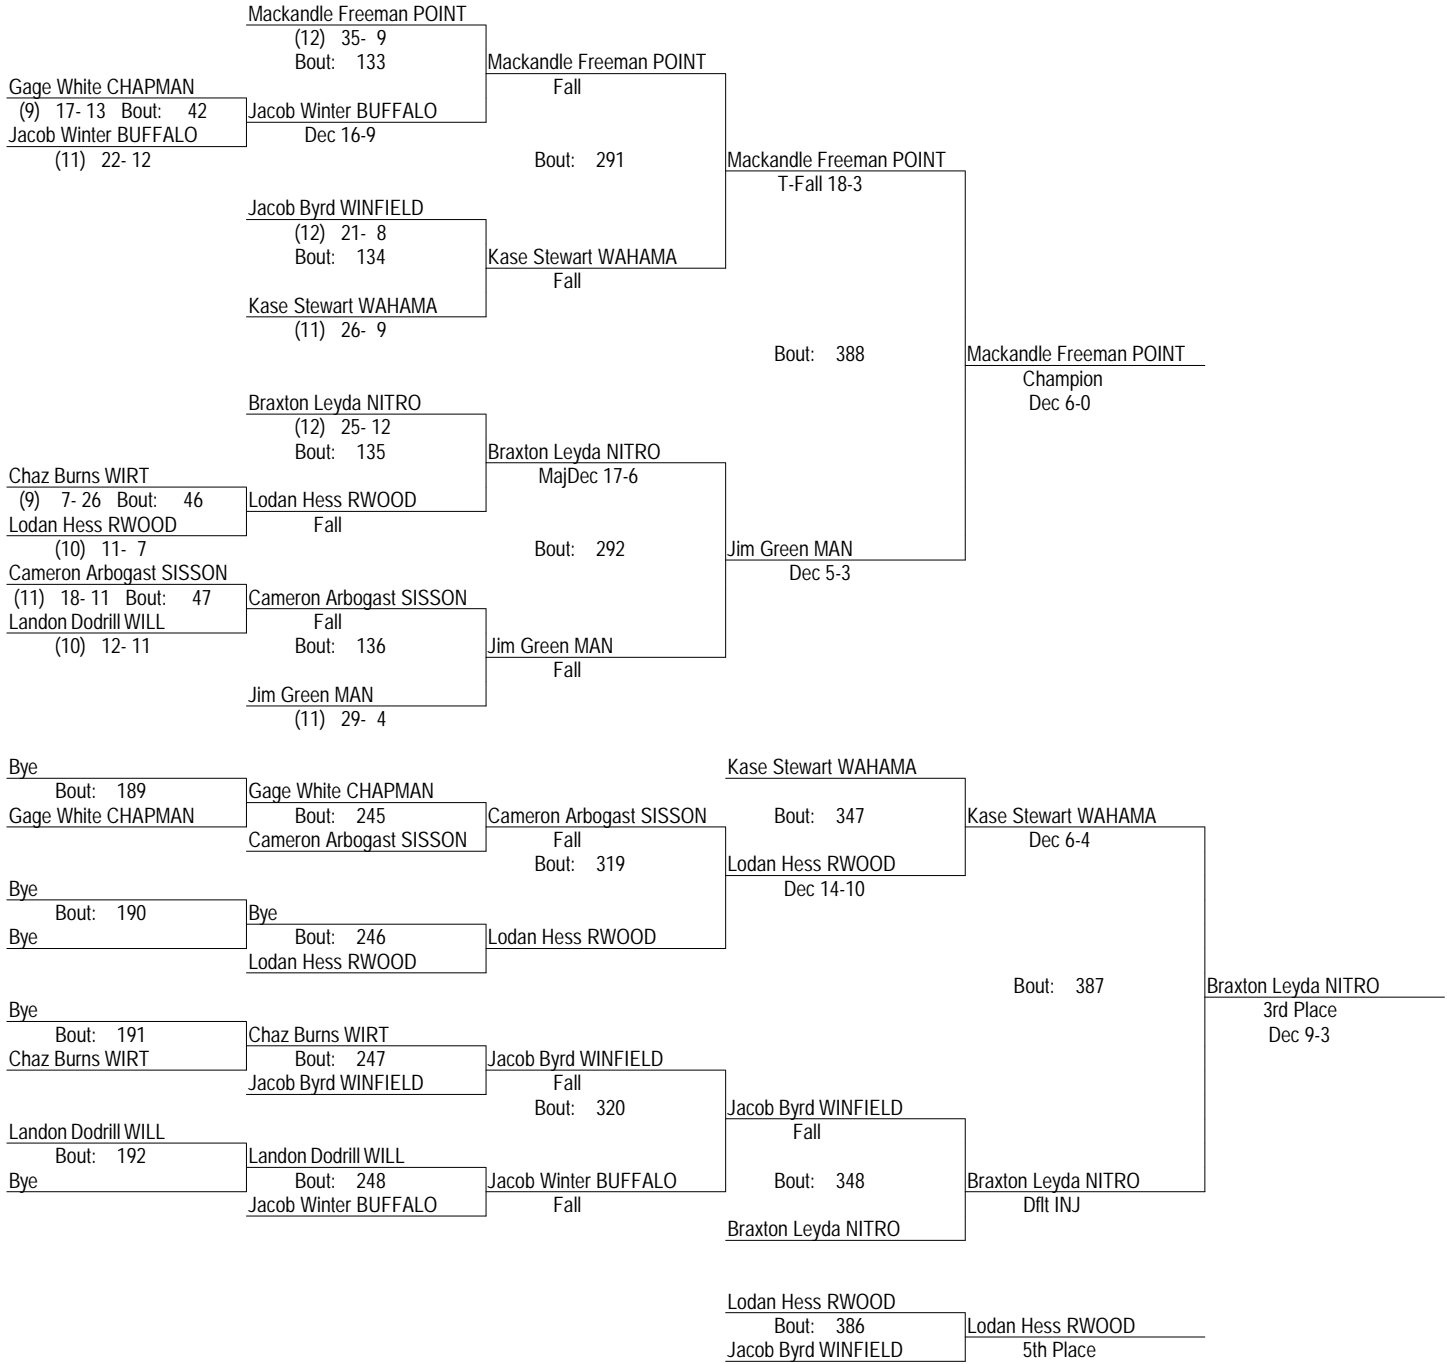 Mackandle Freeman POINT
(12) 35- 9
Bout: 133
Mackandle Freeman POINT
Fall
Gage White CHAPMAN
(9) 17- 13 Bout: 42
Jacob Winter BUFFALO
Jacob Winter BUFFALO
Dec 16-9
(11) 22- 12
Bout: 291
Mackandle Freeman POINT
T-Fall 18-3
Jacob Byrd WINFIELD
(12) 21- 8
Bout: 134
Kase Stewart WAHAMA
Fall
Kase Stewart WAHAMA
(11) 26- 9
Bout: 388
Mackandle Freeman POINT
Champion
Dec 6-0
Braxton Leyda NITRO
(12) 25- 12
Bout: 135
Braxton Leyda NITRO
MajDec 17-6
Chaz Burns WIRT
(9) 7- 26 Bout: 46
Lodan Hess RWOOD
Lodan Hess RWOOD
Fall
(10) 11- 7
Bout: 292
Jim Green MAN
Dec 5-3
Cameron Arbogast SISSON
(11) 18- 11 Bout: 47
Cameron Arbogast SISSON
Landon Dodrill WILL
Fall
(10) 12- 11
Bout: 136
Jim Green MAN
Fall
Jim Green MAN
(11) 29- 4
Bye
Bout: 189
Gage White CHAPMAN
Gage White CHAPMAN
Bout: 245
Cameron Arbogast SISSON
Cameron Arbogast SISSON
Fall
Bout: 319
Kase Stewart WAHAMA
Bout: 347
Kase Stewart WAHAMA
Dec 6-4
Lodan Hess RWOOD
Dec 14-10
Bye
Bout: 190
Bye
Bye
Bout: 246
Lodan Hess RWOOD
Lodan Hess RWOOD
Bout: 387
Braxton Leyda NITRO
3rd Place
Dec 9-3
Bye
Bout: 191
Chaz Burns WIRT
Chaz Burns WIRT
Bout: 247
Jacob Byrd WINFIELD
Jacob Byrd WINFIELD
Fall
Bout: 320
Jacob Byrd WINFIELD
Fall
Landon Dodrill WILL
Bout: 192
Bye
Landon Dodrill WILL
Bout: 248
Jacob Winter BUFFALO
Jacob Winter BUFFALO
Fall
Bout: 348
Braxton Leyda NITRO
Dflt INJ
Braxton Leyda NITRO
Lodan Hess RWOOD
Bout: 386
Lodan Hess RWOOD
Jacob Byrd WINFIELD
5th Place